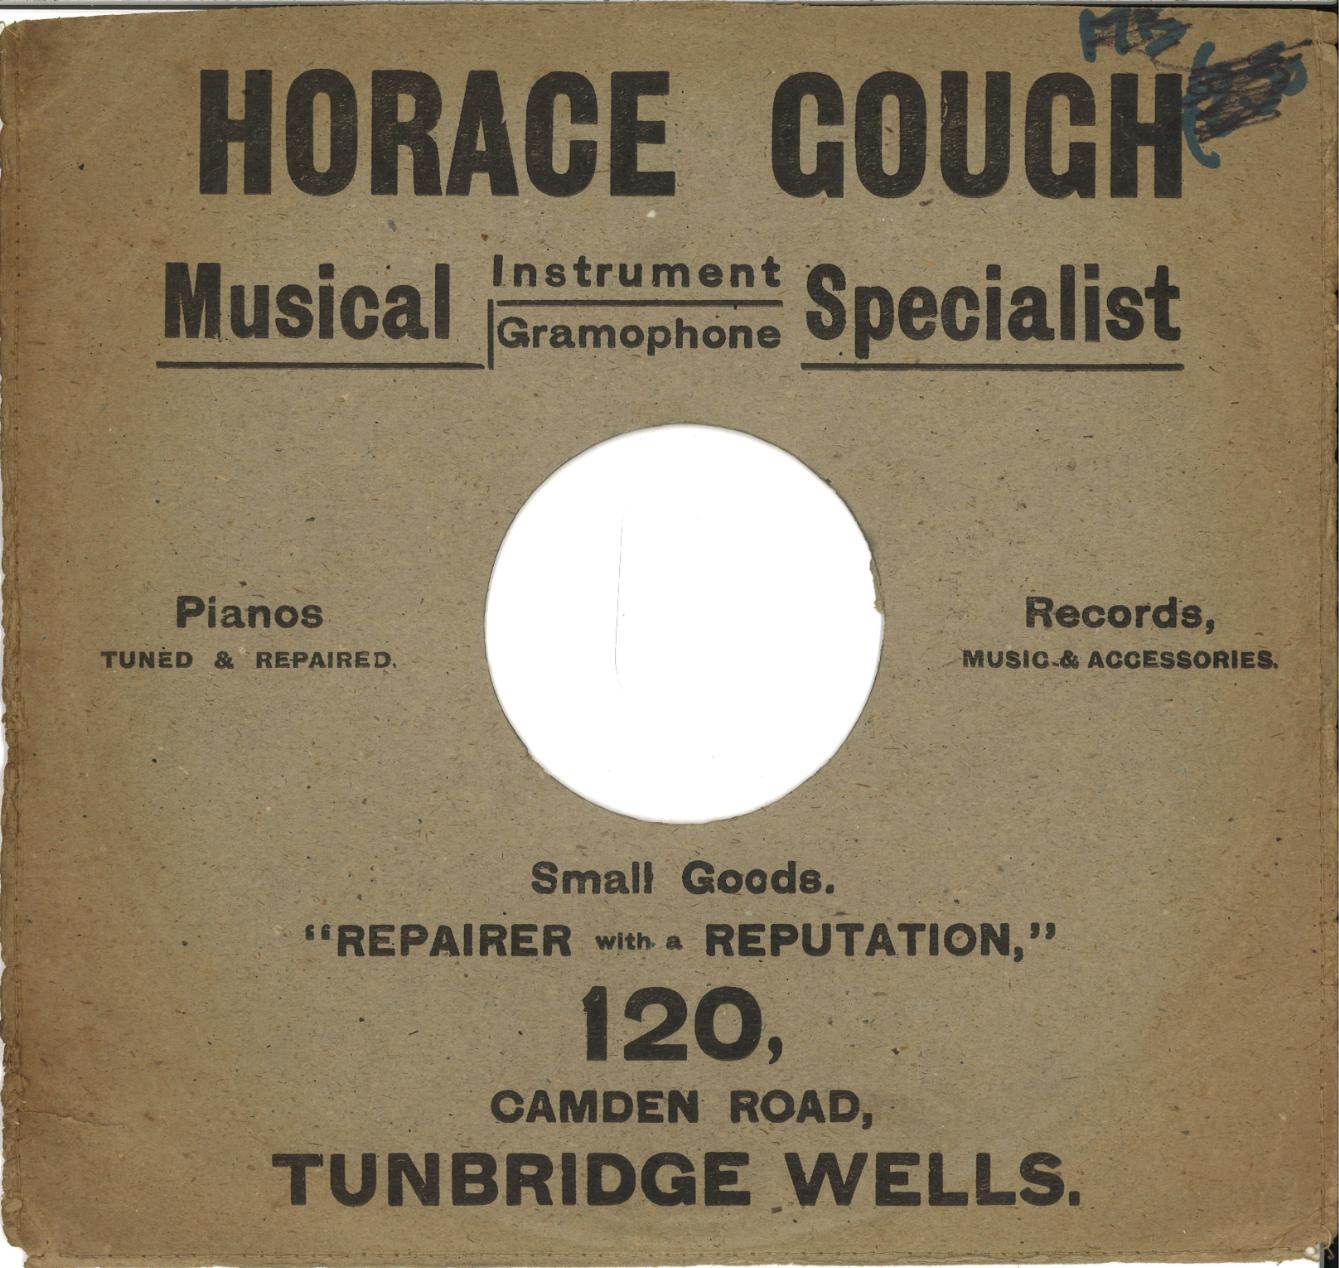 HORACE GOUGH
Musical Instrument Specialist
Gramophone
Pianos
TUNED & REPAIRED.
Records,
MUSIC & ACCESSORIES.
Small Goods.
"REPAIRER with a REPUTATION,"
120,
CAMDEN ROAD,
TUNBRIDGE WELLS.